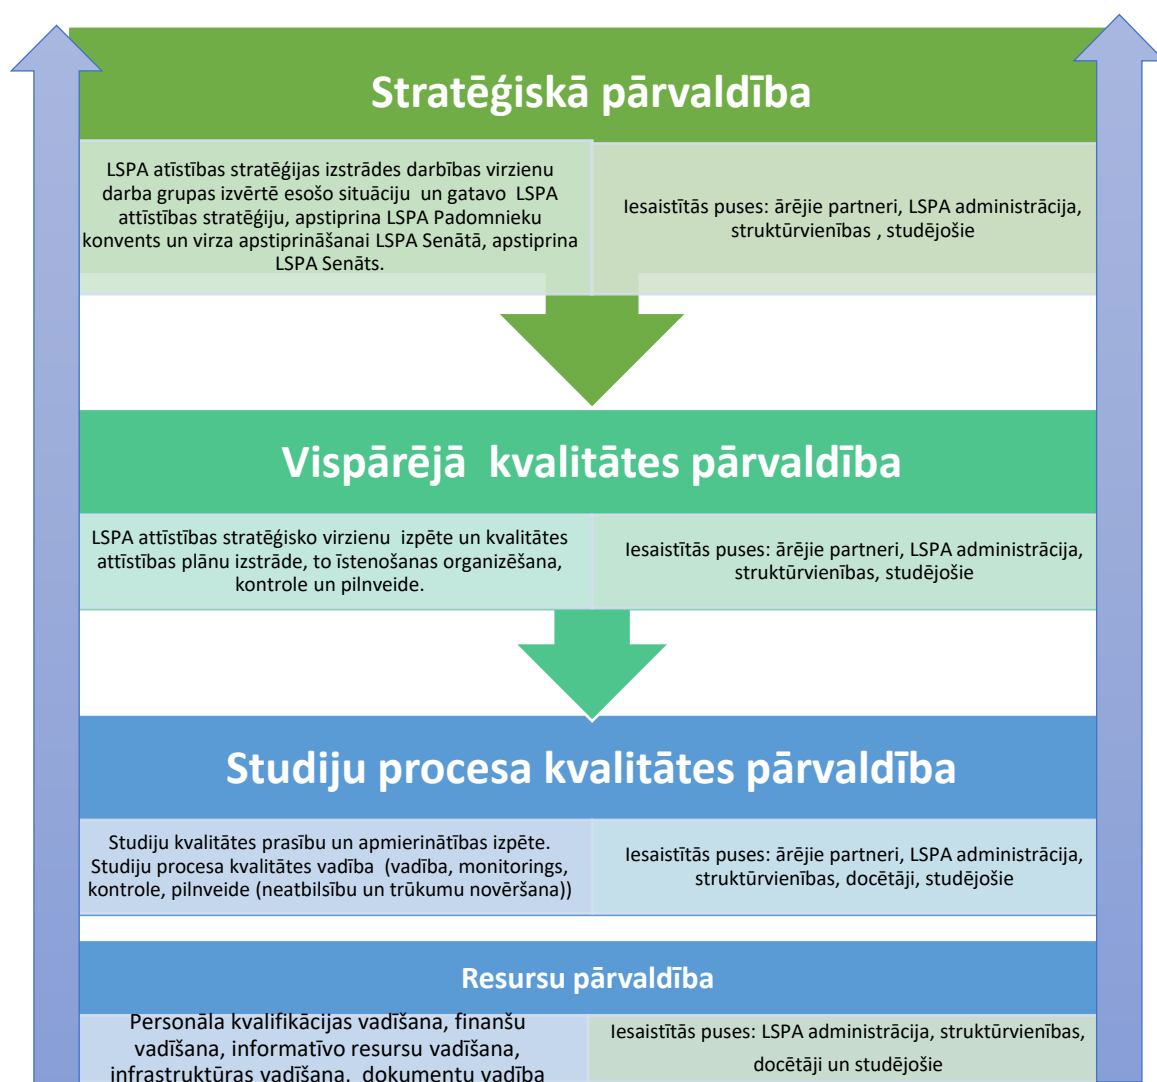 Stratēģiskā pārvaldība
LSPA atīstības stratēģijas izstrādes darbības virzienu
darba grupas izvērtē esošo situāciju un gatavo LSPA
attīstības stratēģiju, apstiprina LSPA Padomnieku
konvents un virza apstiprināšanai LSPA Senātā, apstiprina
LSPA Senāts.
Iesaistītās puses: ārējie partneri, LSPA administrācija,
struktūrvienības , studējošie
Vispārējā kvalitātes pārvaldība
LSPA attīstības stratēģisko virzienu izpēte un kvalitātes
attīstības plānu izstrāde, to īstenošanas organizēšana,
kontrole un pilnveide.
Iesaistītās puses: ārējie partneri, LSPA administrācija,
struktūrvienības, studējošie
Studiju procesa kvalitātes pārvaldība
Studiju kvalitātes prasību un apmierinātības izpēte.
Studiju procesa kvalitātes vadība (vadība, monitorings,
kontrole, pilnveide (neatbilsību un trūkumu novēršana))
Iesaistītās puses: ārējie partneri, LSPA administrācija,
struktūrvienības, docētāji, studējošie
Resursu pārvaldība
Personāla kvalifikācijas vadīšana, finanšu
vadīšana, informatīvo resursu vadīšana,
infrastruktūras vadīšana, dokumentu vadība
Iesaistītās puses: LSPA administrācija, struktūrvienības,
docētāji un studējošie